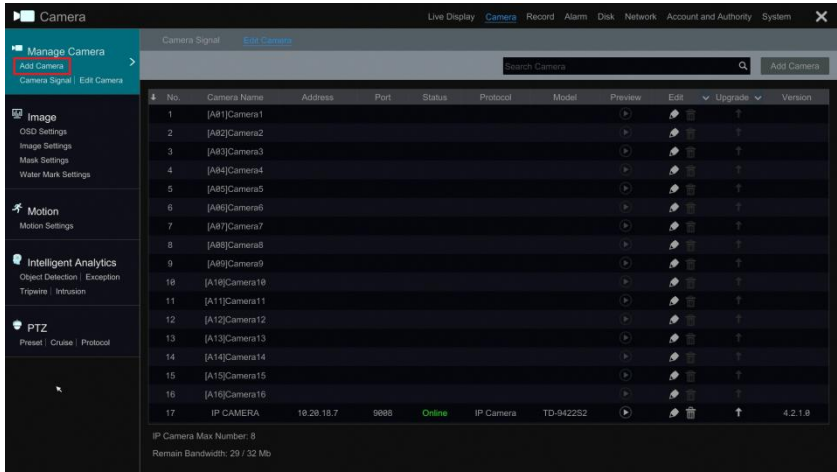 Camera
Live Display Camera Record Alarm Disk Network Account and Authority System
Manage Camera
Add Camera
Camera Signal | Edit Camera
Image
OSD Settings
Image Settings
Mask Settings
Water Mark Settings
Motion
Motion Settings
Intelligent Analytics
Object Detection | Exception
Tripwire | Intrusion
PTZ
Preset | Cruise | Protocol
Camera Signal Edit Camera
Search Camera Add Camera
No. Camera Name Address Port Status Protocol Model Preview Edit Upgrade Version
1 [A01]Camera1
2 [A02]Camera2
3 [A03]Camera3
4 [A04]Camera4
5 [A05]Camera5
6 [A06]Camera6
7 [A07]Camera7
8 [A08]Camera8
9 [A09]Camera9
10 [A10]Camera10
11 [A11]Camera11
12 [A12]Camera12
13 [A13]Camera13
14 [A14]Camera14
15 [A15]Camera15
16 [A16]Camera16
17 IP CAMERA 10.20.18.7 9008 Online IP Camera TD-9422S2 4.2.1.0
IP Camera Max Number: 8
Remain Bandwidth: 29 / 32 Mb